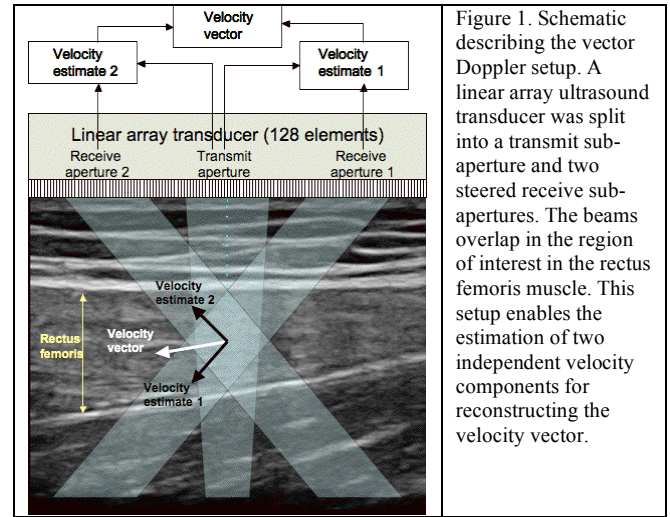 Velocity
vector
Velocity
estimate 2
Velocity
estimate 1
Linear array transducer (128 elements)
Receive
aperture 2
Transmit
aperture
Receive
aperture 1
Velocity
estimate 2
Rectus
femoris
Velocity
vector
Velocity
estimate 1
Figure 1. Schematic
describing the vector
Doppler setup. A
linear array ultrasound
transducer was split
into a transmit sub-
aperture and two
steered receive sub-
apertures. The beams
overlap in the region
of interest in the rectus
femoris muscle. This
setup enables the
estimation of two
independent velocity
components for
reconstructing the
velocity vector.